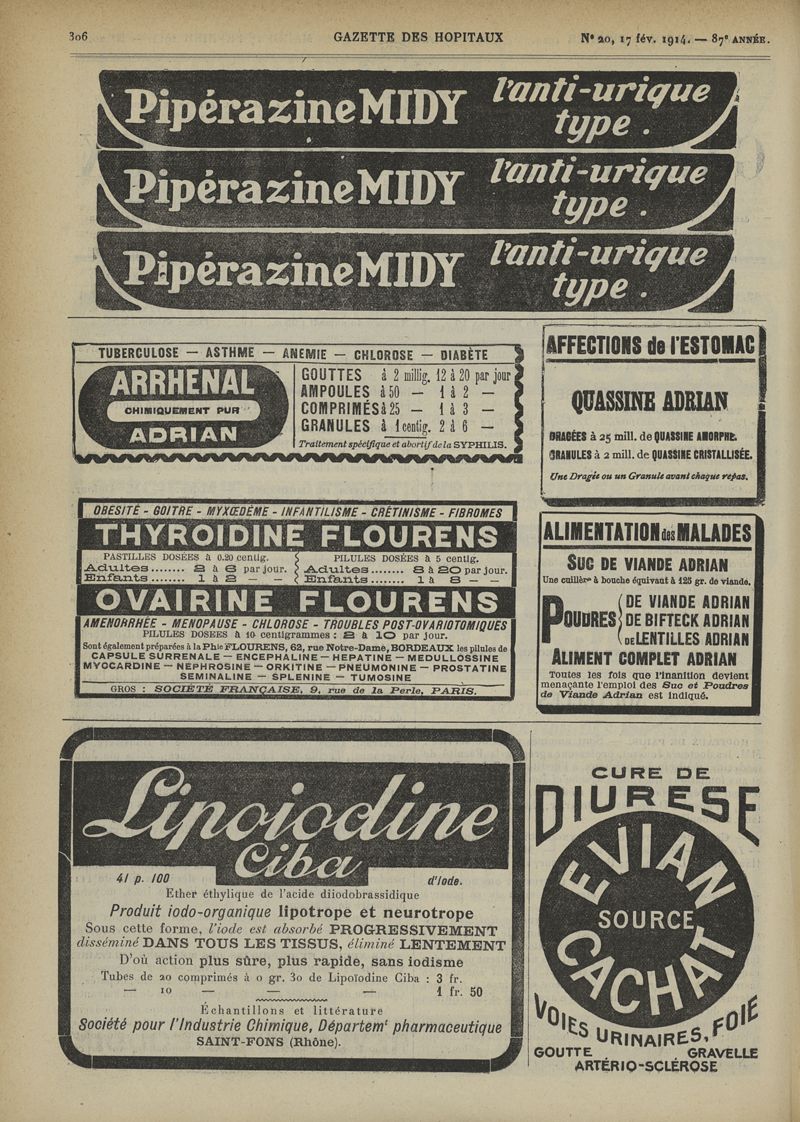 306
GAZETTE DES HOPITAUX
N° 20, 17 fév. 1914. — 87e ANNÉE.
Pipérazine MIDY l'anti-urique
type.
Pipérazine MIDY l'anti-urique
type.
Pipérazine MIDY l'anti-urique
type.
TUBERCULOSE — ASTHME — ANEMIE — CHLOROSE — DIABÈTE
ARRHENAL
CHIMIQUEMENT PUR
ADRIAN
GOUTTES à 2 millig. 12 à 20 par jour
AMPOULES à 50 — 1 à 2 —
COMPRIMÉS à 25 — 1 à 3 —
GRANULES à 1 centig. 2 à 6 —
Traitement spécifique et abortif de la SYPHILIS.
AFFECTIONS de l'ESTOMAC
QUASSINE ADRIAN
DRAGÉES à 25 mill. de QUASSINE AMORPHE.
GRANULES à 2 mill. de QUASSINE CRISTALLISÉE.
Une Dragée ou un Granule avant chaque repas.
OBESITÉ - GOITRE - MYXŒDÈME - INFANTILISME - CRÉTINISME - FIBROMES
THYROIDINE FLOURENS
PASTILLES DOSÉES à 0.20 centig.
Adultes........ 2 à 6 par jour.
Enfants........ 1 à 2 — —
PILULES DOSÉES à 5 centig.
Adultes........ 8 à 20 par jour.
Enfants........ 1 à 8 — —
OVAIRINE FLOURENS
AMENORRHÉE - MENOPAUSE - CHLOROSE - TROUBLES POST-OVARIOTOMIQUES
PILULES DOSEES à 10 centigrammes : 2 à 10 par jour.
Sont également préparées à la Phie FLOURENS, 62, rue Notre-Dame, BORDEAUX les pilules de
CAPSULE SURRENALE — ENCEPHALINE — HEPATINE — MEDULLOSSINE
MYOCARDINE — NEPHROSINE — ORKITINE — PNEUMONINE — PROSTATINE
SEMINALINE — SPLENINE — TUMOSINE
GROS : SOCIÉTÉ FRANÇAISE, 9, rue de la Perle, PARIS.
ALIMENTATION des MALADES
SUC DE VIANDE ADRIAN
Une cuillère à bouche équivaut à 125 gr. de viande.
POUDRES
DE VIANDE ADRIAN
DE BIFTECK ADRIAN
DE LENTILLES ADRIAN
ALIMENT COMPLET ADRIAN
Toutes les fois que l'inanition devient
menaçante l'emploi des Suc et Poudres
de Viande Adrian est indiqué.
Lipoiodine
Ciba
41 p. 100
d'Iode.
Ether éthylique de l'acide diiodobrassidique
Produit iodo-organique lipotrope et neurotrope
Sous cette forme, l'iode est absorbé PROGRESSIVEMENT
disséminé DANS TOUS LES TISSUS, éliminé LENTEMENT
D'où action plus sûre, plus rapide, sans iodisme
Tubes de 20 comprimés à 0 gr. 30 de Lipoïodine Ciba : 3 fr.
— 10 — — — 1 fr. 50
Échantillons et littérature
Société pour l'Industrie Chimique, Départemt pharmaceutique
SAINT-FONS (Rhône).
CURE DE
DIURESE
EVIAN
SOURCE
CACHAT
VOIES URINAIRES, FOIE
GOUTTE GRAVELLE
ARTÉRIO-SCLÉROSE